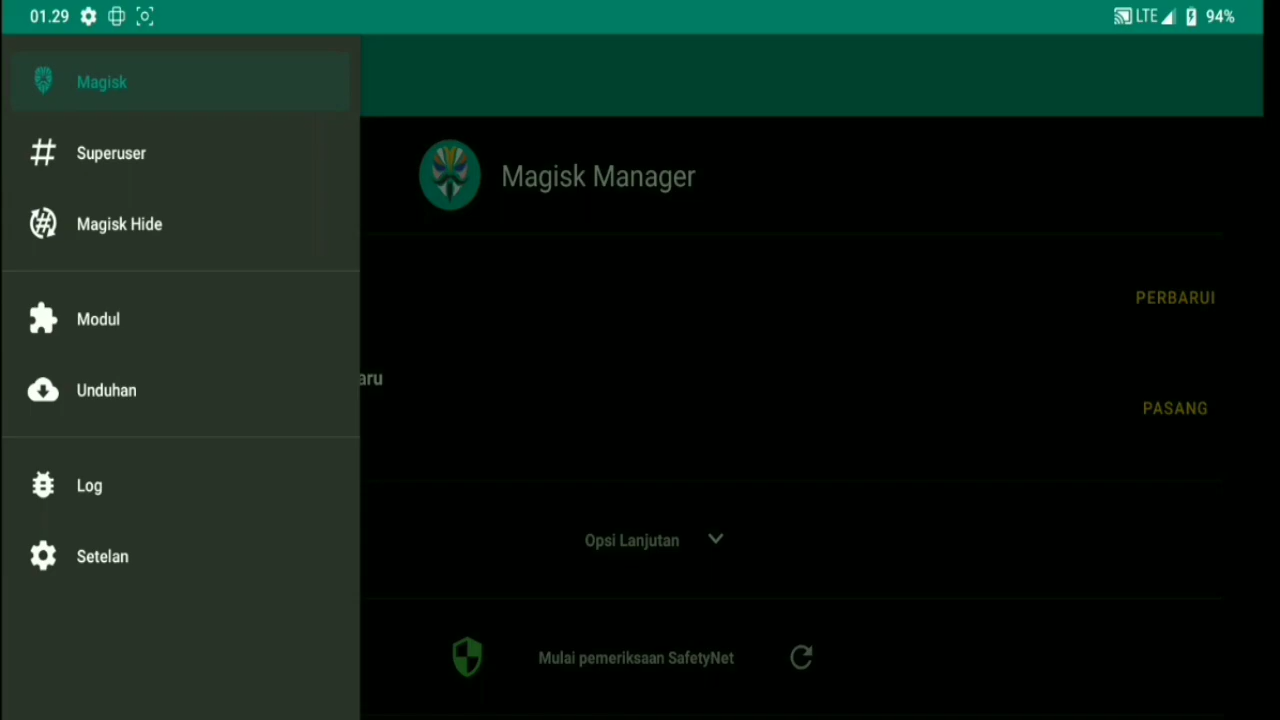 01.29
LTE 94%
Magisk
Superuser
Magisk Hide
Modul
Unduhan
Log
Setelan
Magisk Manager
PERBARUI
aru
PASANG
Opsi Lanjutan
Mulai pemeriksaan SafetyNet